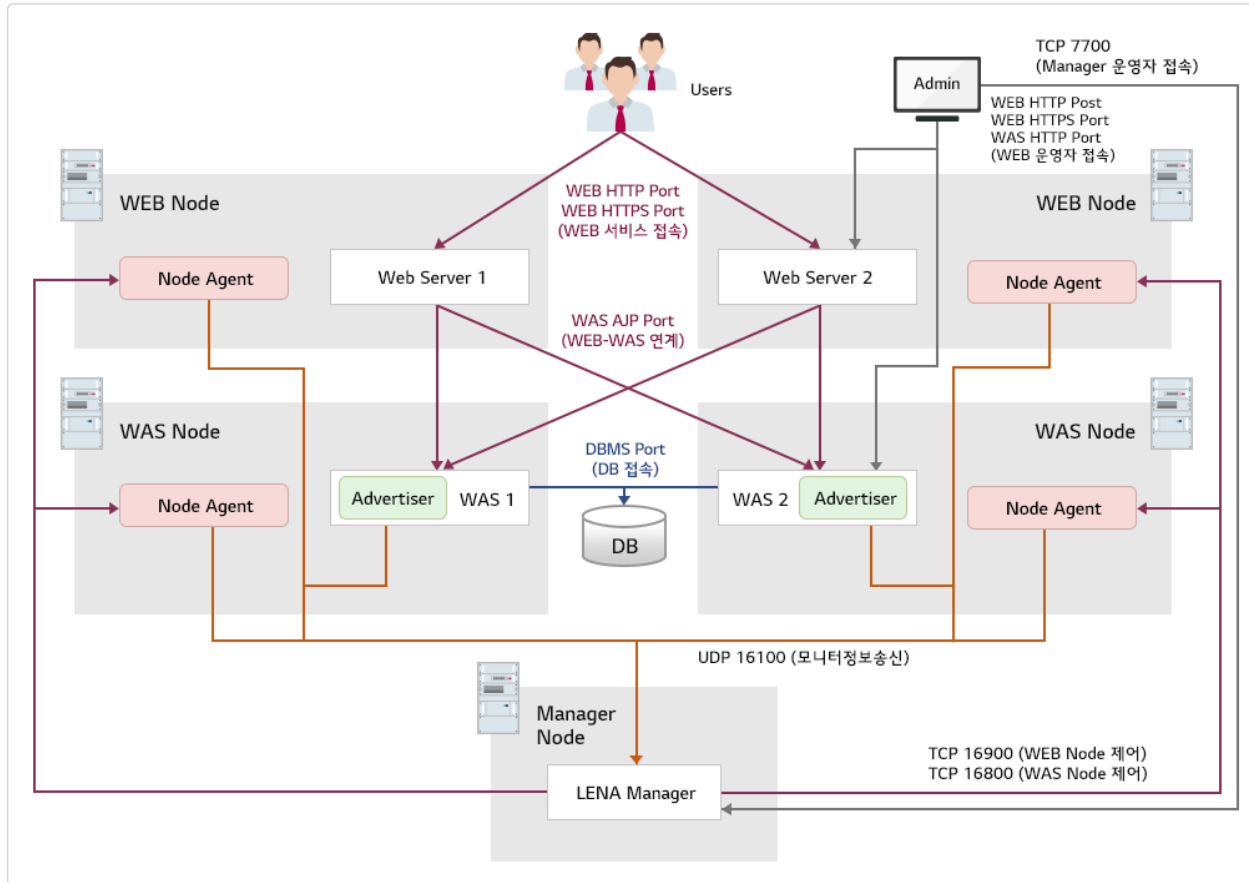 TCP 7700
(Manager 운영자 접속)
Users
Admin
WEB HTTP Post
WEB HTTPS Port
WAS HTTP Port
(WEB 운영자 접속)
WEB Node
WEB HTTP Port
WEB HTTPS Port
(WEB 서비스 접속)
WEB Node
Node Agent
Web Server 1
Web Server 2
Node Agent
WAS AJP Port
(WEB-WAS 연계)
WAS Node
WAS Node
DBMS Port
(DB 접속)
Node Agent
Advertiser
WAS 1
WAS 2
Advertiser
Node Agent
DB
UDP 16100 (모니터정보송신)
Manager
Node
TCP 16900 (WEB Node 제어)
TCP 16800 (WAS Node 제어)
LENA Manager